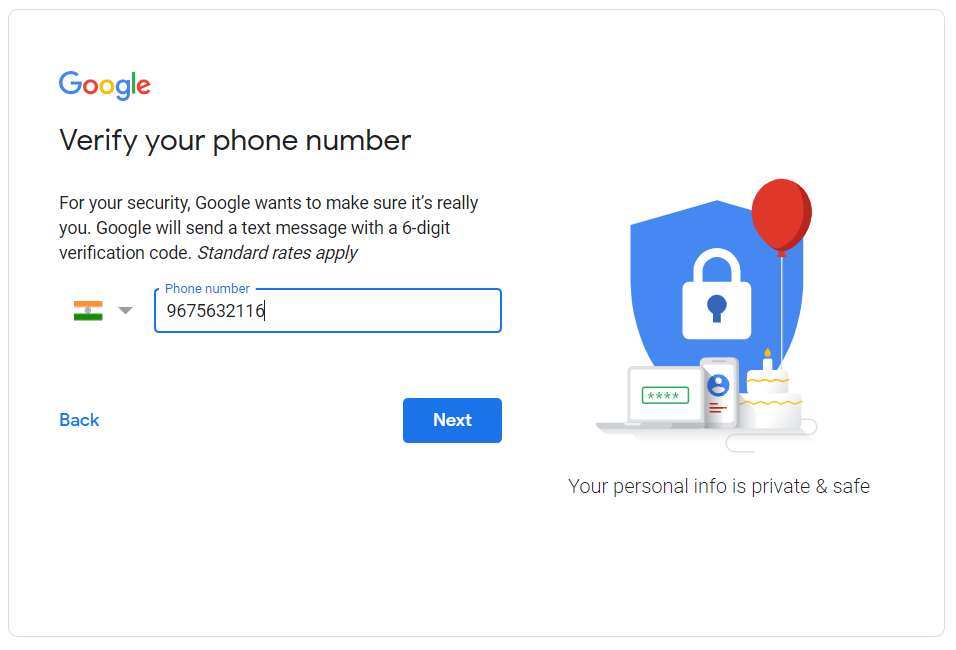 Google
Verify your phone number
For your security, Google wants to make sure it’s really
you. Google will send a text message with a 6-digit
verification code. Standard rates apply
Phone number
9675632116
Back
Next
****
Your personal info is private & safe